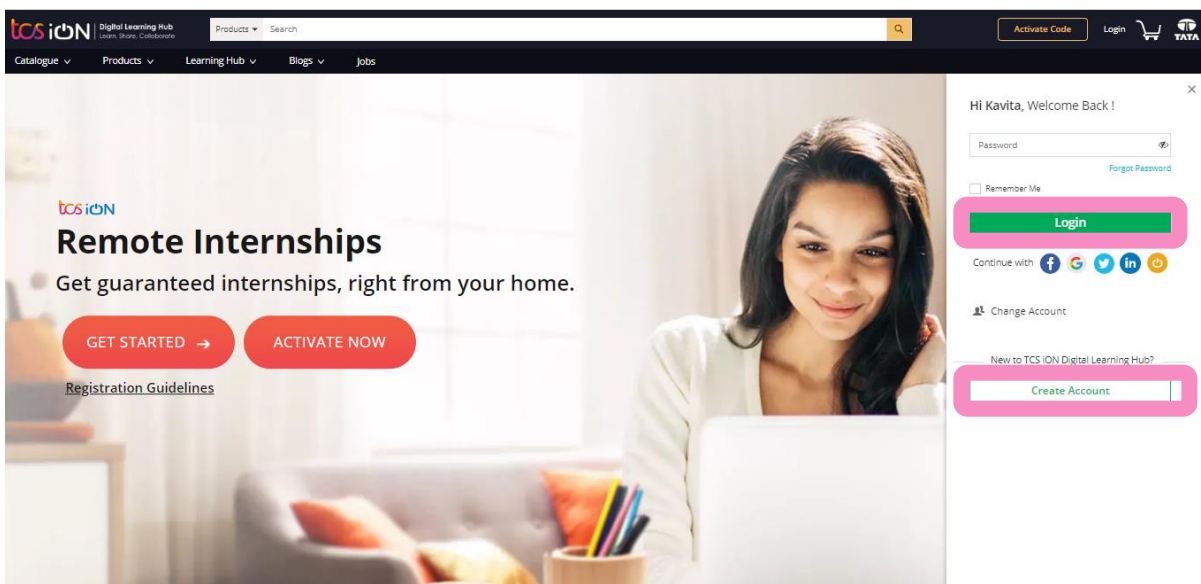 tcs iON Digital Learning Hub
Learn. Share. Collaborate
Products Search
Activate Code Login TATA
Catalogue Products Learning Hub Blogs Jobs
Hi Kavita, Welcome Back !
Password
Forgot Password
Remember Me
Login
Continue with f G in
Change Account
New to TCS iON Digital Learning Hub?
Create Account
tcs iON
Remote Internships
Get guaranteed internships, right from your home.
GET STARTED → ACTIVATE NOW
Registration Guidelines